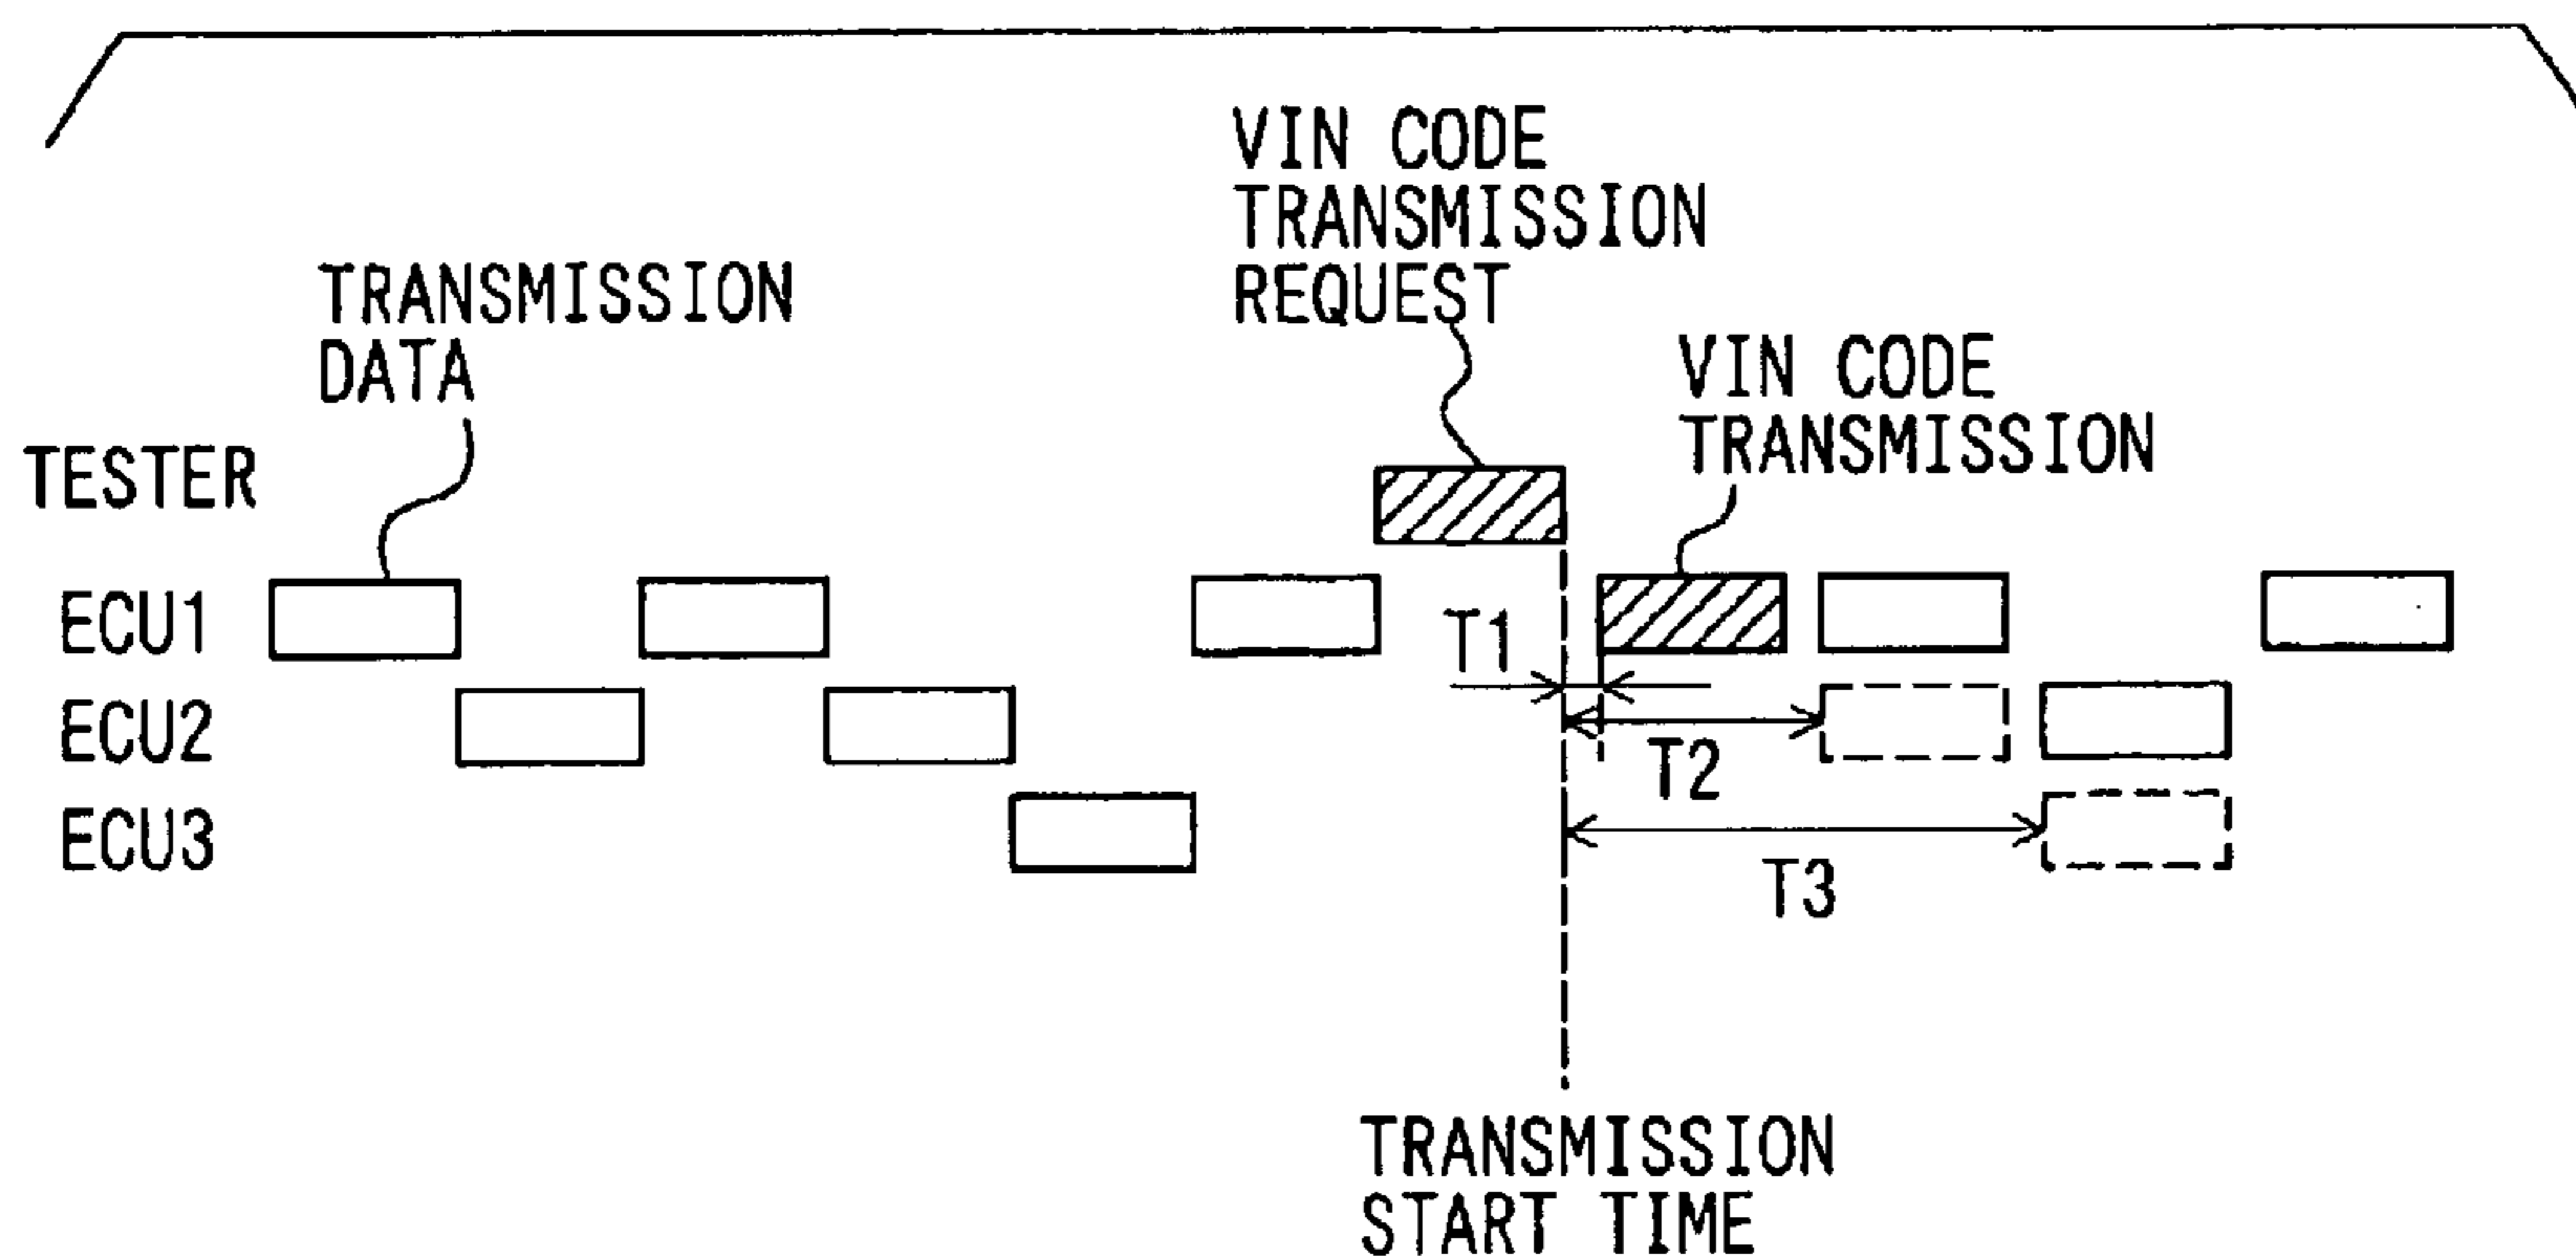 VIN CODE
TRANSMISSION
REQUEST
TRANSMISSION
DATA
VIN CODE
TRANSMISSION
TESTER
ECU1
T1
ECU2
T2
ECU3
T3
TRANSMISSION
START TIME